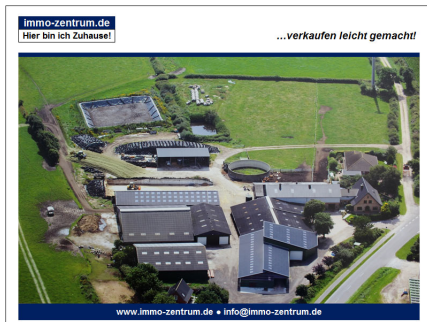 immo-zentrum.de
Hier bin ich Zuhause!
...verkaufen leicht gemacht!
www.immo-zentrum.de ● info@immo-zentrum.de